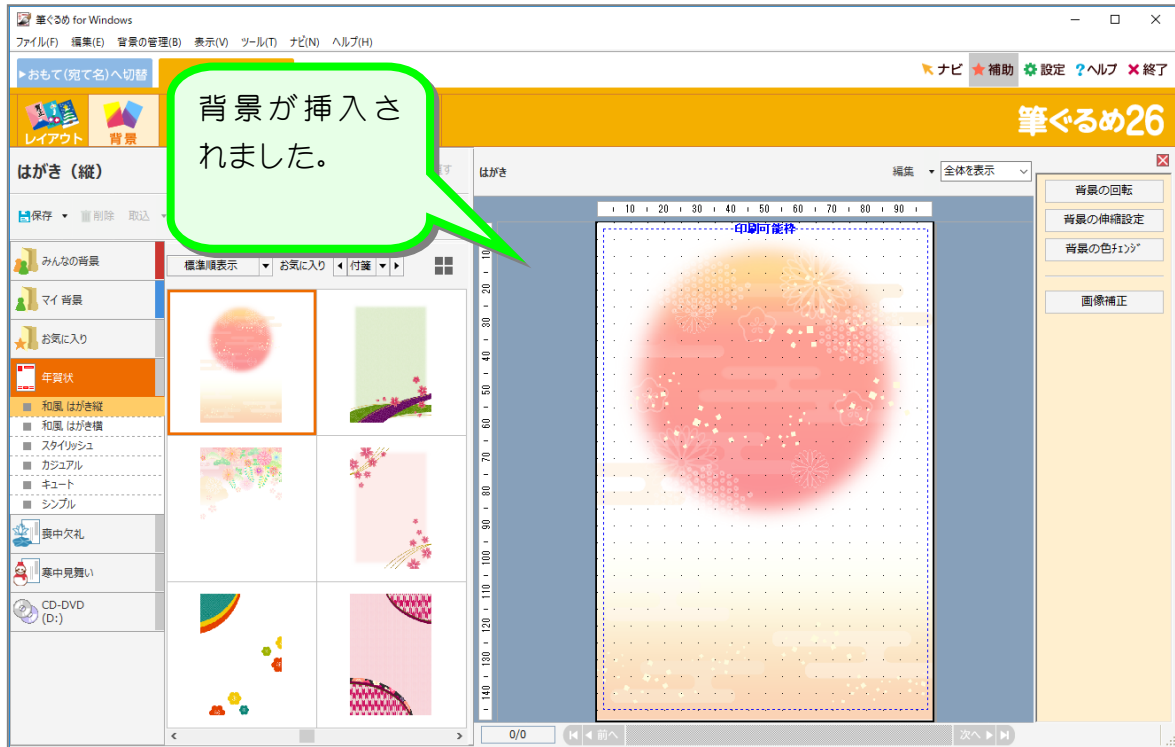 筆ぐるめ for Windows
ファイル(F) 編集(E) 背景の管理(B) 表示(V) ツール(T) ナビ(N) ヘルプ(H)
▶おもて(宛て名)へ切替
ナビ ★補助 設定 ?ヘルプ ×終了
背景が挿入さ
れました。
レイアウト 背景
筆ぐるめ26
はがき（縦）
す
はがき
編集 ▼ 全体を表示
保存 ▼ 削除 取込
標準順表示 ▼ お気に入り ◀ 付箋 ▼ ▶
みんなの背景
マイ 背景
お気に入り
年賀状
和風 はがき縦
和風 はがき横
スタイリッシュ
カジュアル
キュート
シンプル
喪中欠礼
寒中見舞い
CD-DVD
(D:)
10 20 30 40 50 60 70 80 90
印刷可能枠
10
20
30
40
50
60
70
80
90
100
110
120
130
140
背景の回転
背景の伸縮設定
背景の色ﾁｪﾝｼﾞ
画像補正
0/0 前へ 次へ